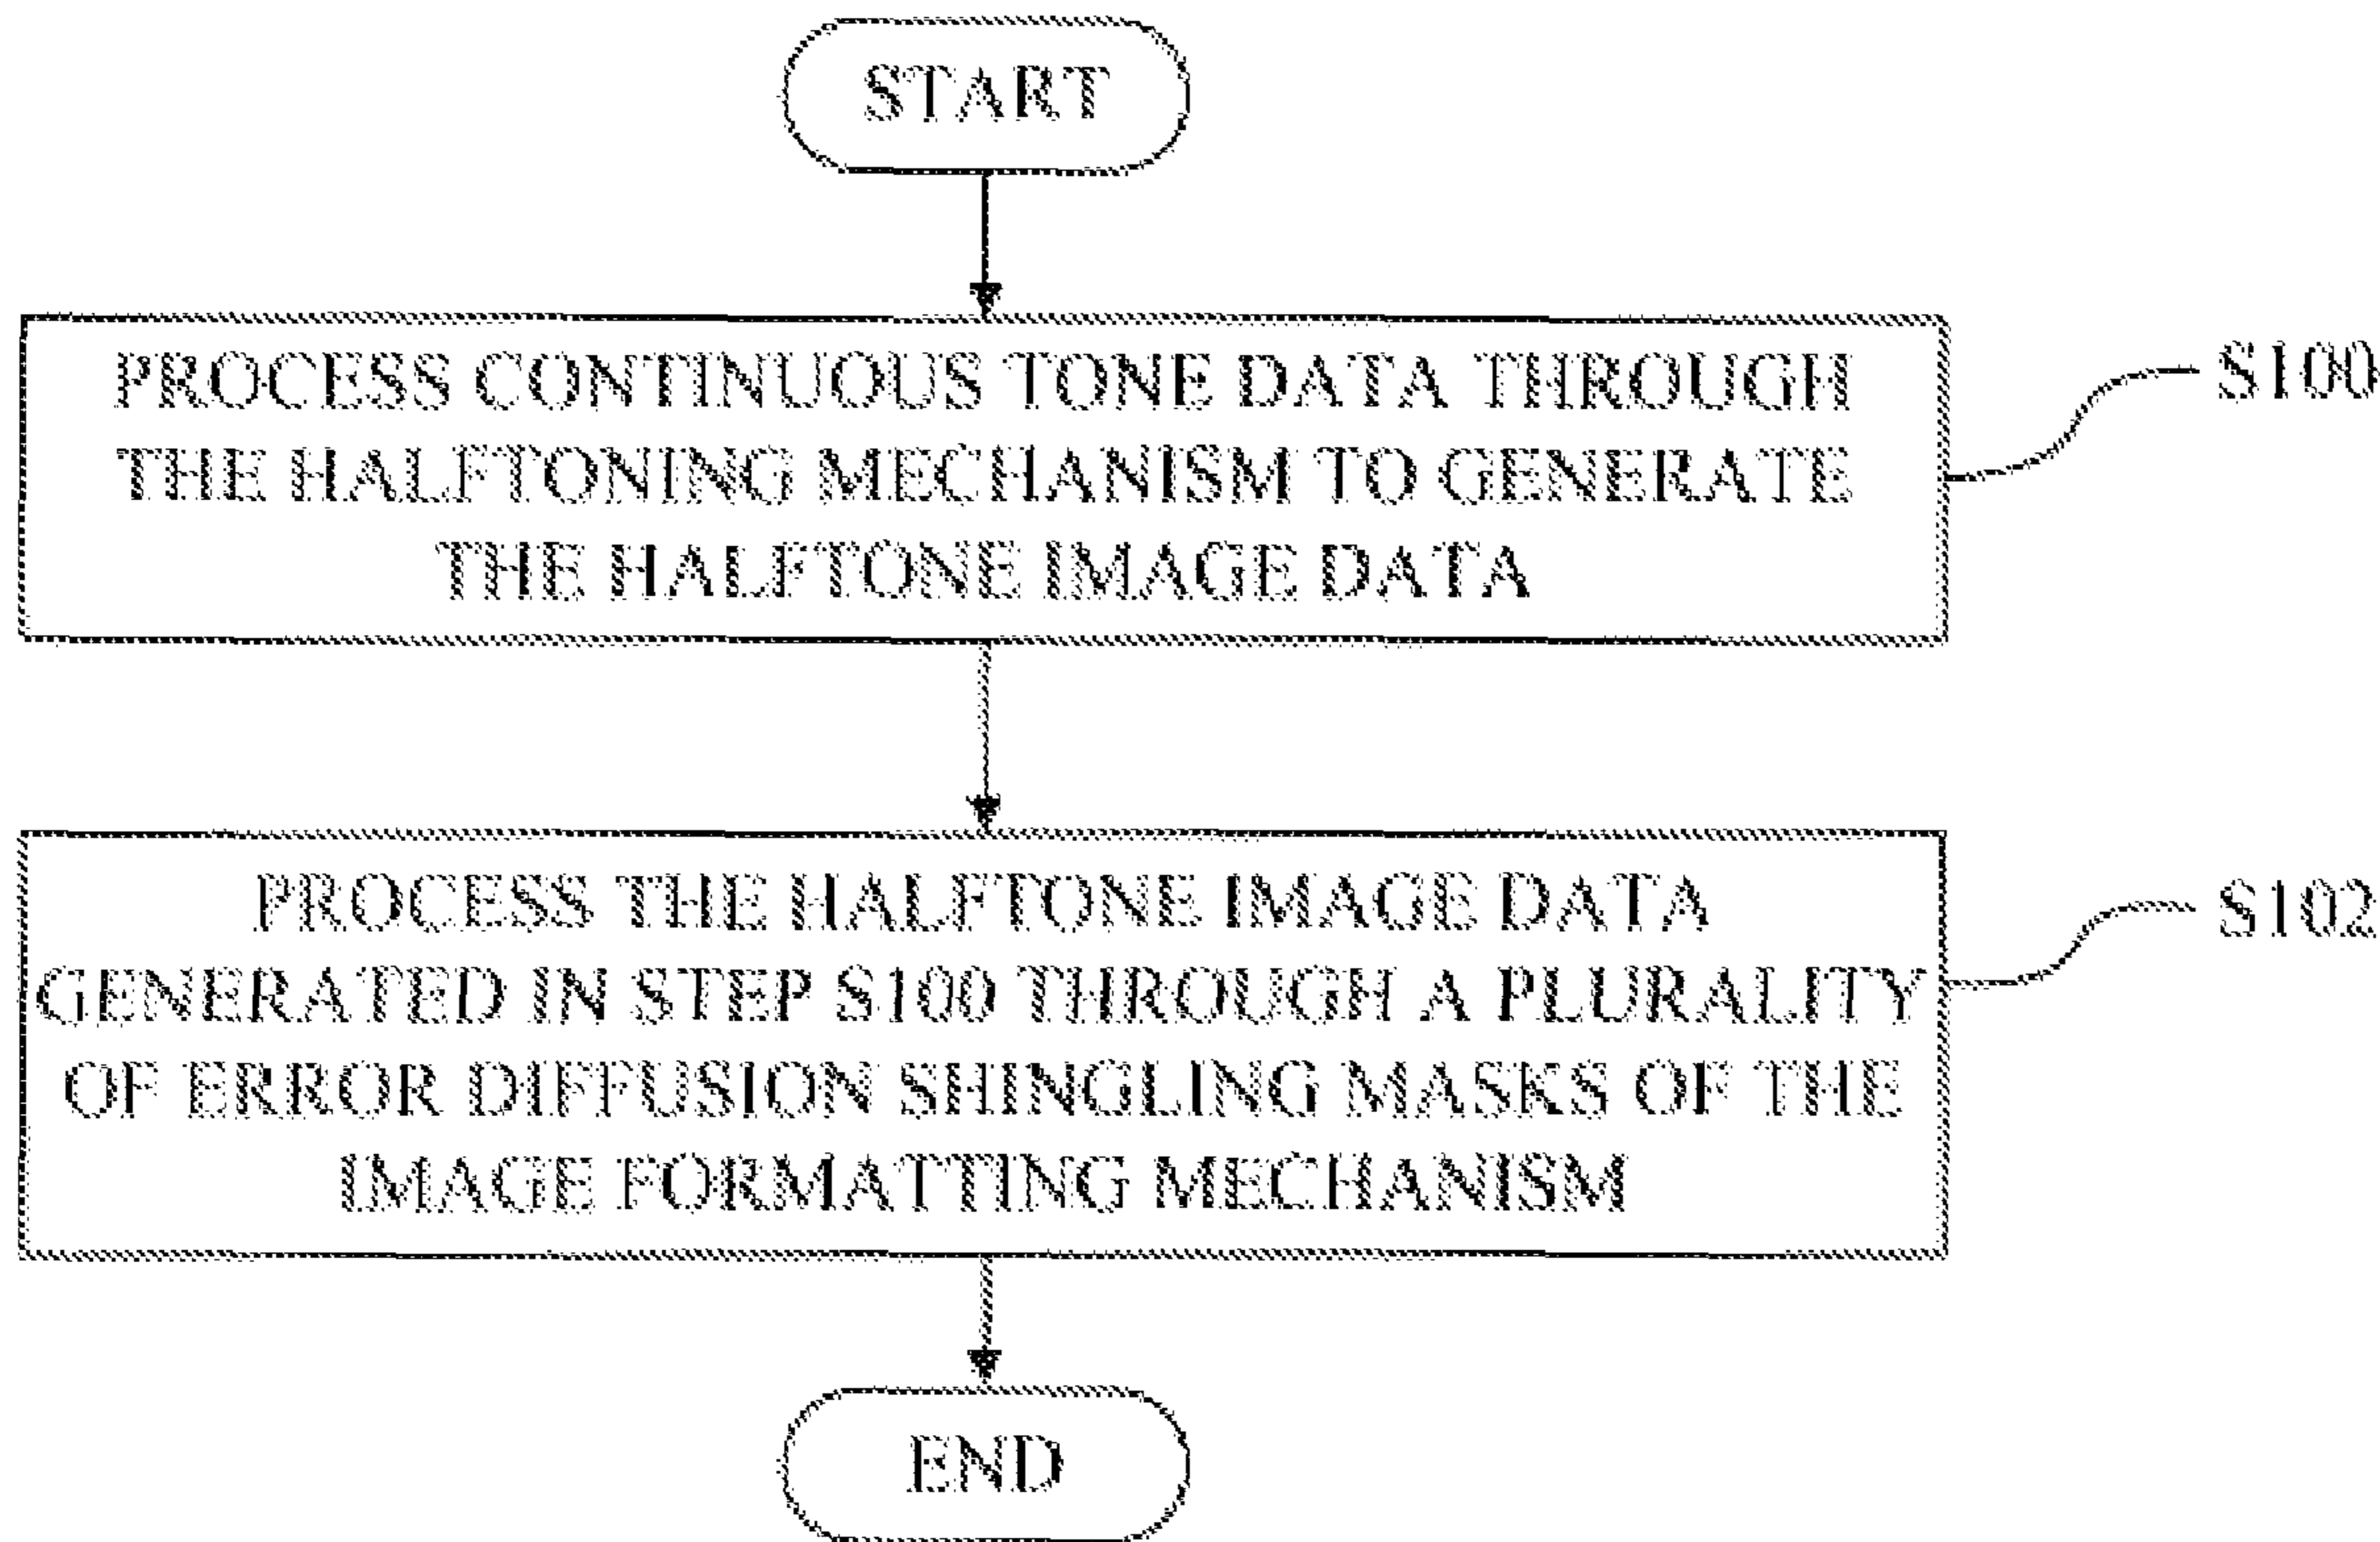 START
PROCESS CONTINUOUS TONE DATA THROUGH
THE HALFTONING MECHANISM TO GENERATE
THE HALFTONE IMAGE DATA
S100
PROCESS THE HALFTONE IMAGE DATA
GENERATED IN STEP S100 THROUGH A PLURALITY
OF ERROR DIFFUSION SHINGLING MASKS OF THE
IMAGE FORMATTING MECHANISM
S102
END